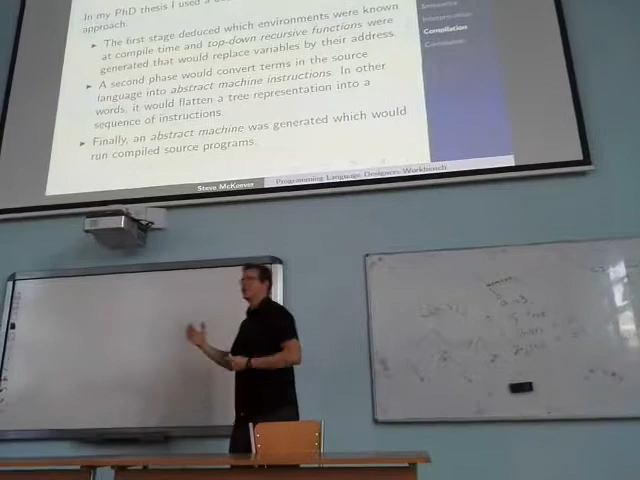 In my PhD thesis I used a
approach:
▸ The first stage deduced which environments were known
at compile time and top-down recursive functions were
generated that would replace variables by their address.
▸ A second phase would convert terms in the source
language into abstract machine instructions. In other
words, it would flatten a tree representation into a
sequence of instructions.
▸ Finally, an abstract machine was generated which would
run compiled source programs.
Semantics
Interpretation
Compilation
Conclusion
Steve McKeever
Programming Language Designers Workbench